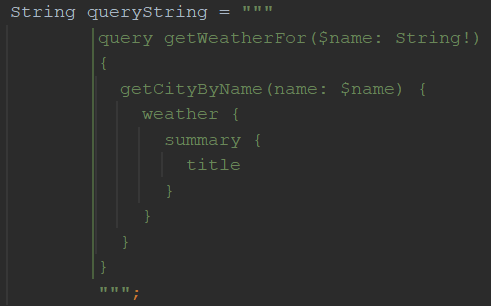 String queryString = """
query getWeatherFor($name: String!)
{
getCityByName(name: $name) {
weather {
summary {
title
}
}
}
}
""";